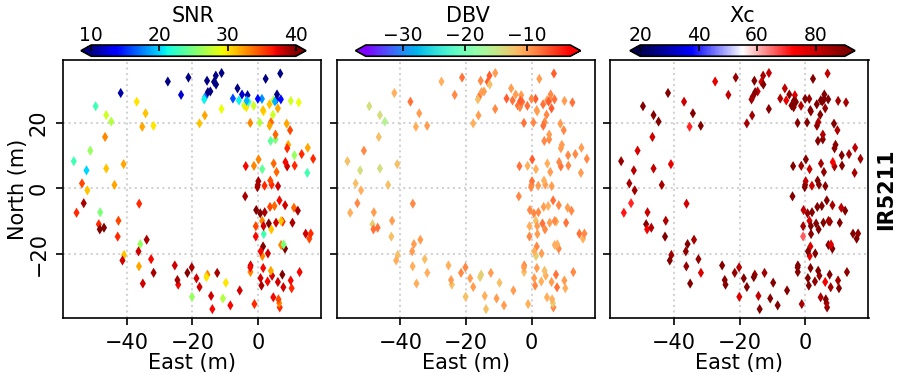 SNR
DBV
Xc
10 20 30 40
−30 −20 −10
20 40 60 80
20
0
−20
North (m)
−40 −20 0
−40 −20 0
−40 −20 0
East (m)
East (m)
East (m)
IR5211